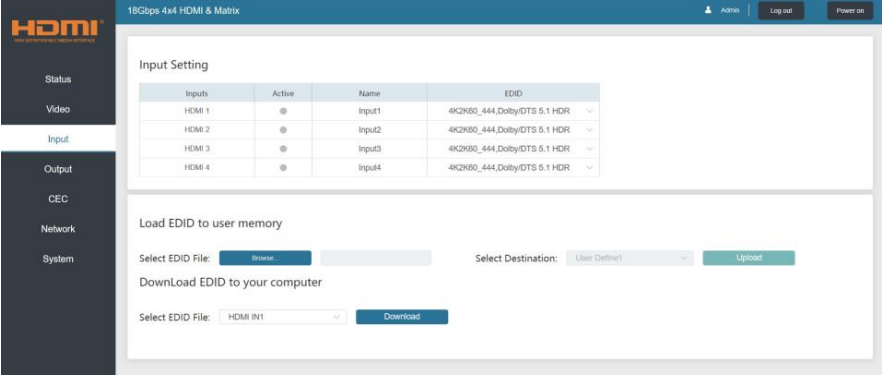 HDMI
HIGH DEFINITION MULTIMEDIA INTERFACE
18Gbps 4x4 HDMI & Matrix
Admin
Log out
Power on
Status
Video
Input
Output
CEC
Network
System
Input Setting
Inputs Active Name EDID
HDMI 1 Input1 4K2K60_444,Dolby/DTS 5.1 HDR
HDMI 2 Input2 4K2K60_444,Dolby/DTS 5.1 HDR
HDMI 3 Input3 4K2K60_444,Dolby/DTS 5.1 HDR
HDMI 4 Input4 4K2K60_444,Dolby/DTS 5.1 HDR
Load EDID to user memory
Select EDID File: Browse... Select Destination: User Define1 Upload
DownLoad EDID to your computer
Select EDID File: HDMI IN1 Download